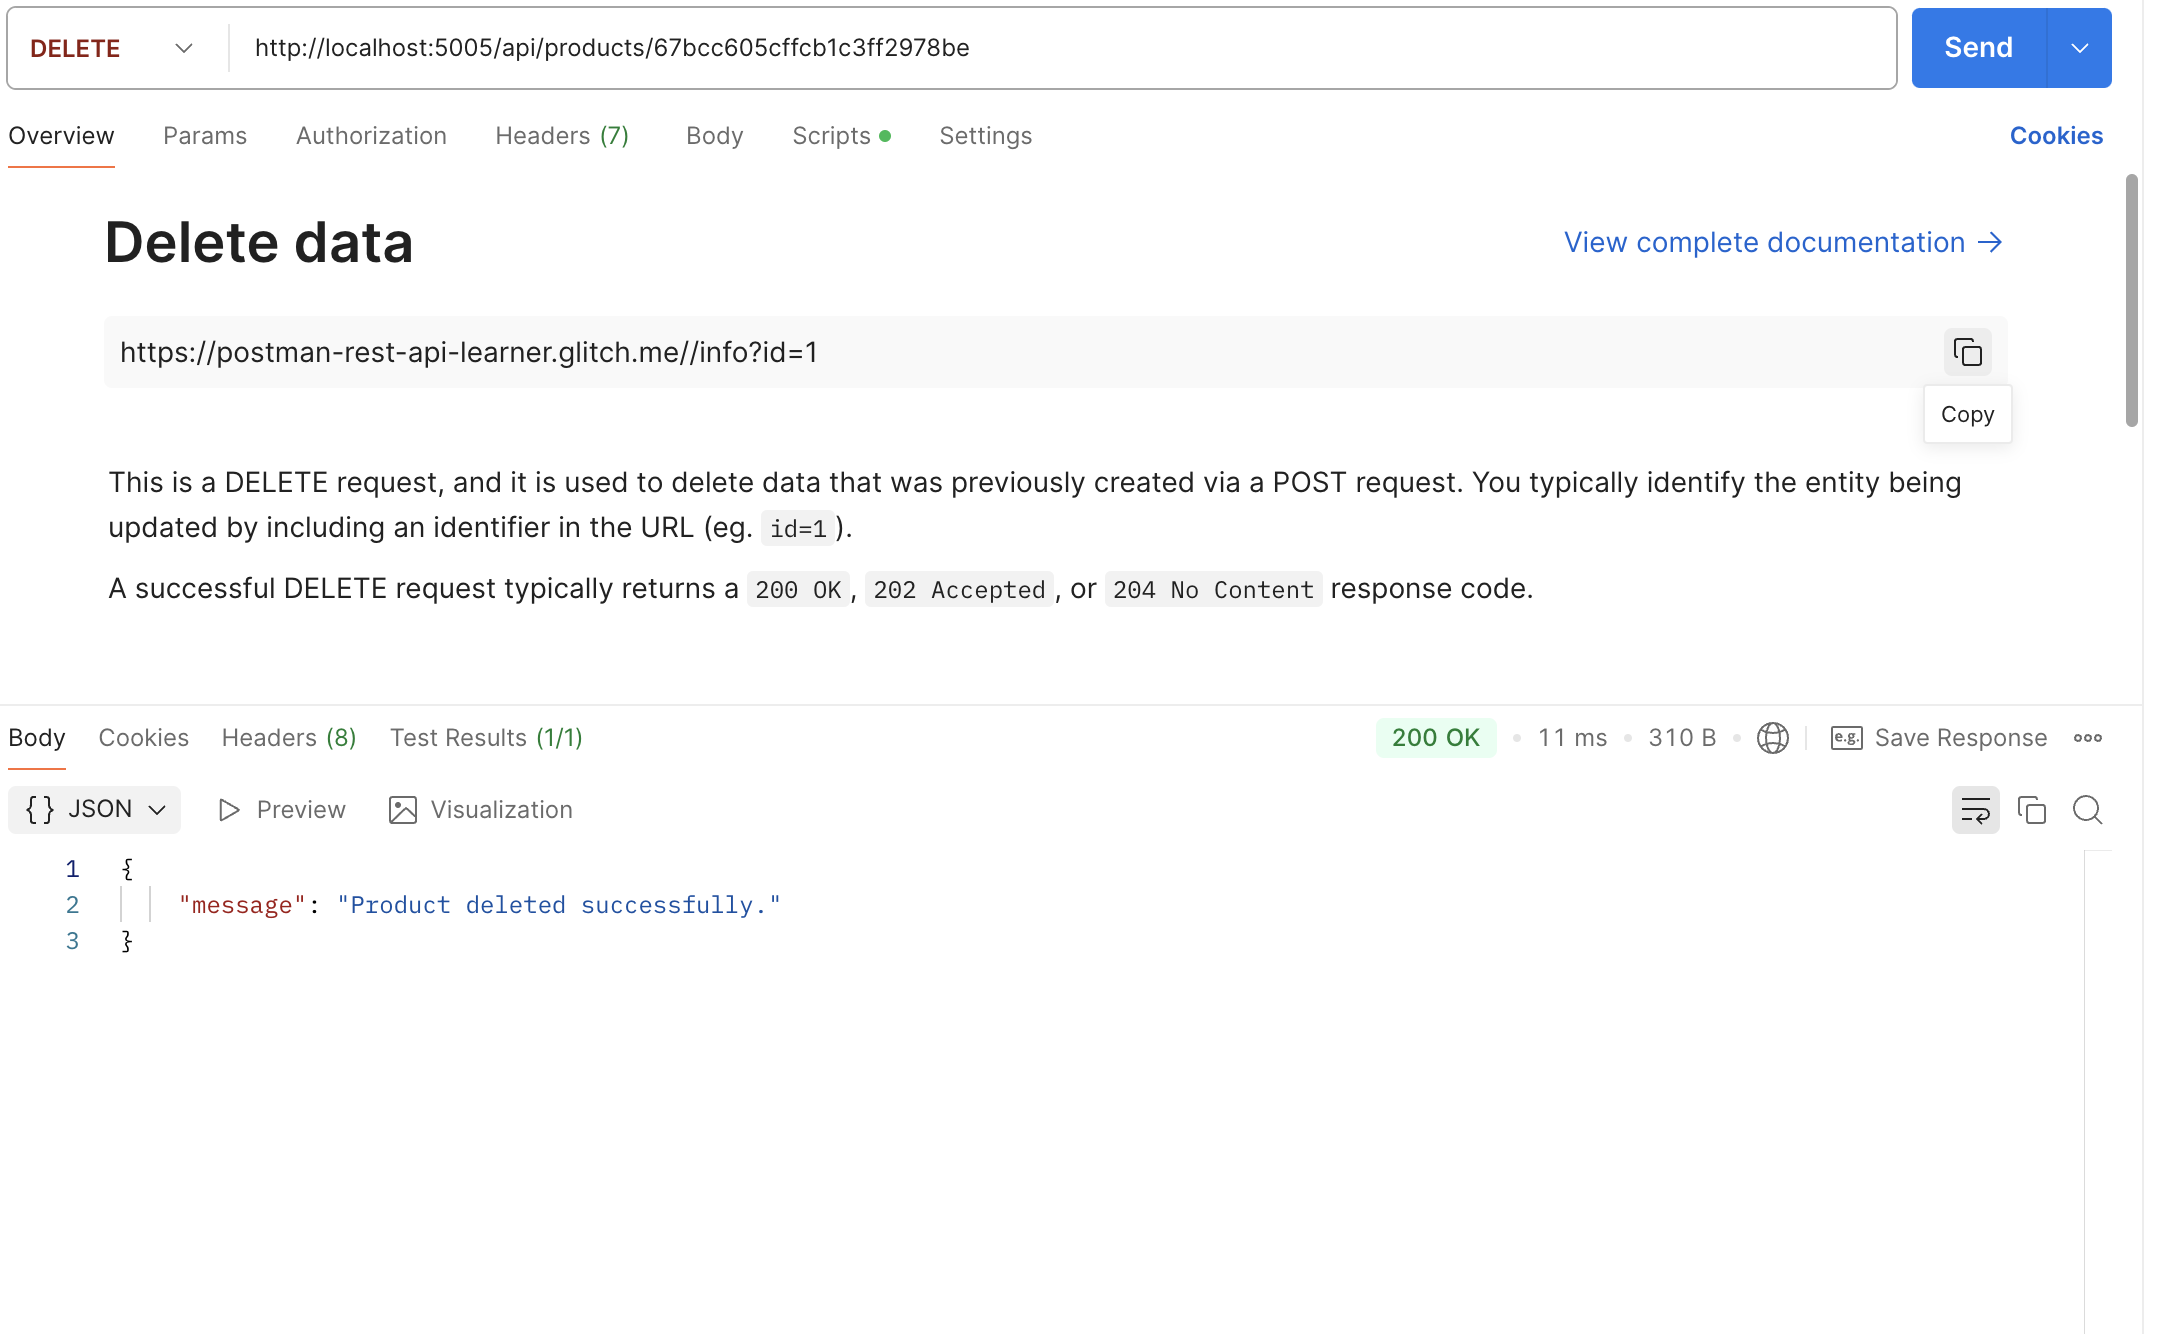 DELETE http://localhost:5005/api/products/67bcc605cffcb1c3ff2978be Send
Overview Params Authorization Headers (7) Body Scripts Settings Cookies
Delete data View complete documentation →
https://postman-rest-api-learner.glitch.me//info?id=1
Copy
This is a DELETE request, and it is used to delete data that was previously created via a POST request. You typically identify the entity being
updated by including an identifier in the URL (eg. id=1).
A successful DELETE request typically returns a 200 OK, 202 Accepted, or 204 No Content response code.
Body Cookies Headers (8) Test Results (1/1) 200 OK • 11 ms • 310 B • e.g. Save Response
{} JSON Preview Visualization
1 {
2 "message": "Product deleted successfully."
3 }